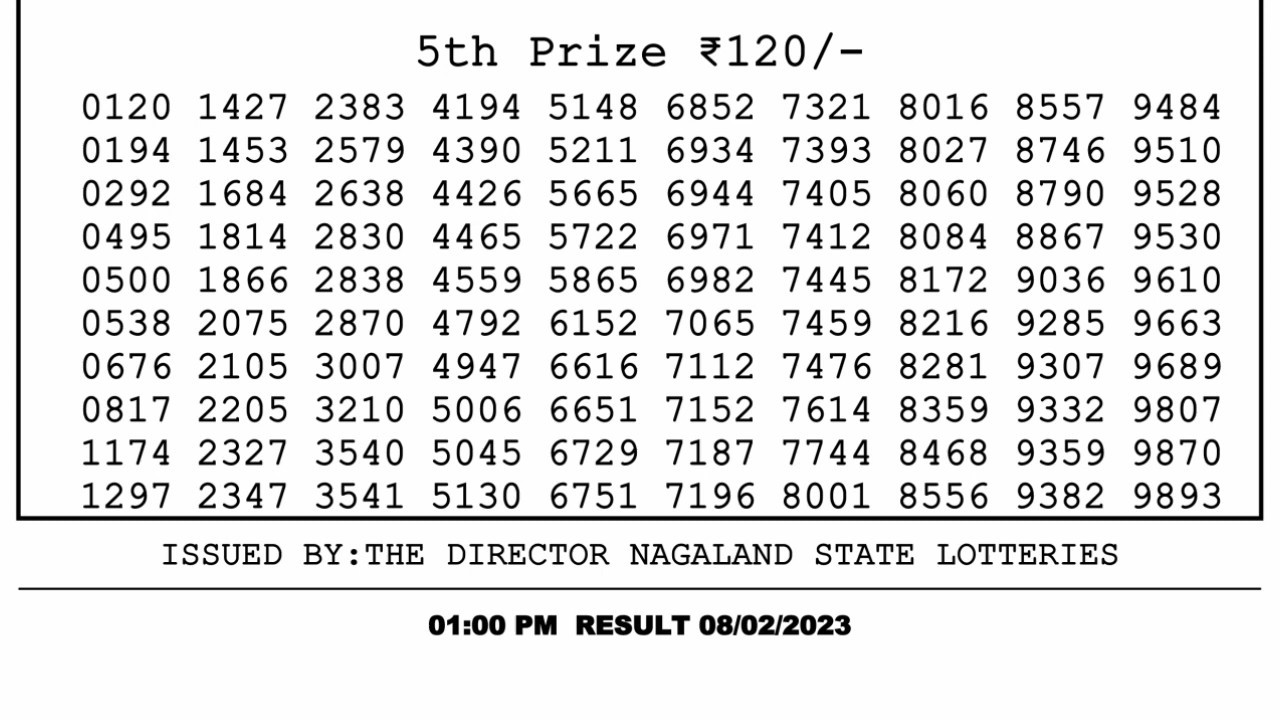 5th Prize ₹120/-
0120 1427 2383 4194 5148 6852 7321 8016 8557 9484
0194 1453 2579 4390 5211 6934 7393 8027 8746 9510
0292 1684 2638 4426 5665 6944 7405 8060 8790 9528
0495 1814 2830 4465 5722 6971 7412 8084 8867 9530
0500 1866 2838 4559 5865 6982 7445 8172 9036 9610
0538 2075 2870 4792 6152 7065 7459 8216 9285 9663
0676 2105 3007 4947 6616 7112 7476 8281 9307 9689
0817 2205 3210 5006 6651 7152 7614 8359 9332 9807
1174 2327 3540 5045 6729 7187 7744 8468 9359 9870
1297 2347 3541 5130 6751 7196 8001 8556 9382 9893
ISSUED BY:THE DIRECTOR NAGALAND STATE LOTTERIES
01:00 PM RESULT 08/02/2023